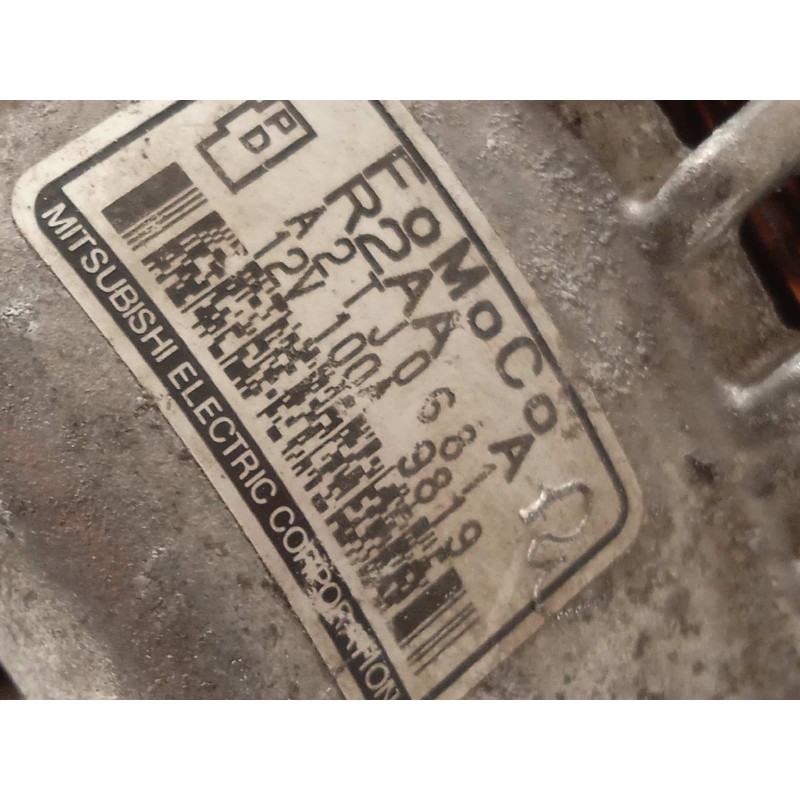 PD
FoMoCo
R2AA A
A2TJ0681
12V 100A 9819
MITSUBISHI ELECTRIC CORPORATION